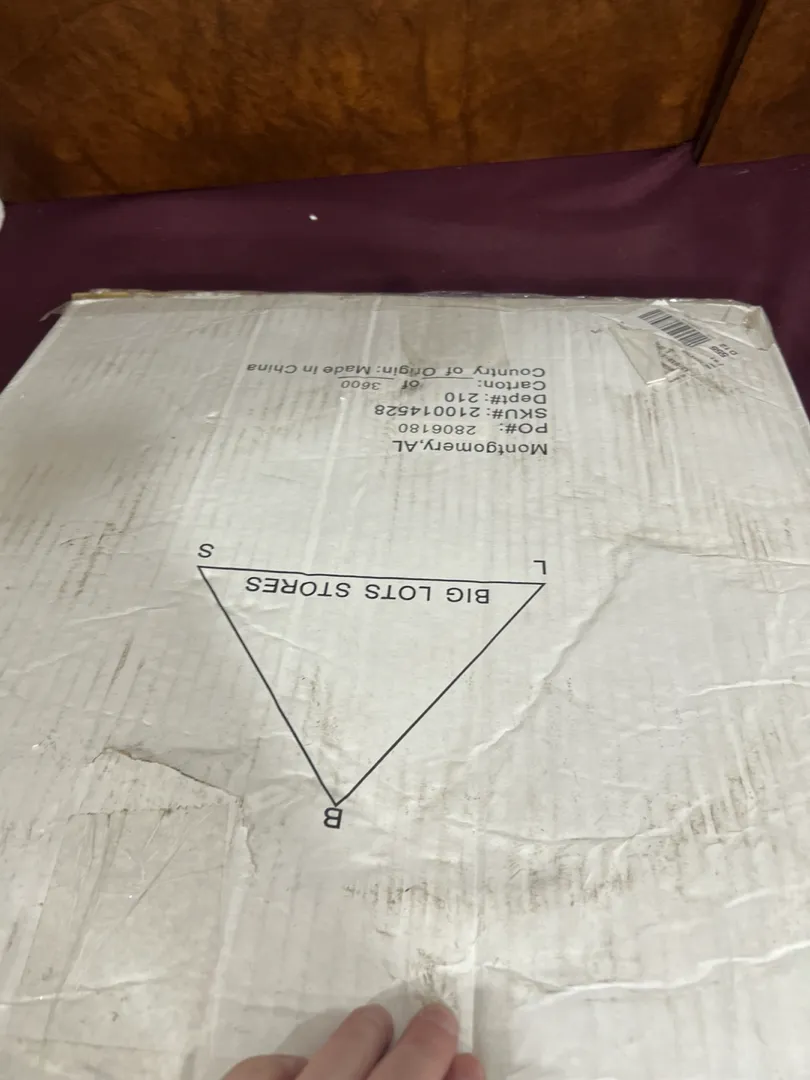 B
BIG LOTS STORES
L S
Montgomery,AL
PO#: 2806180
SKU#: 210014528
Dept#: 210
Carton: ____ of 3600
Country of Origin: Made in China